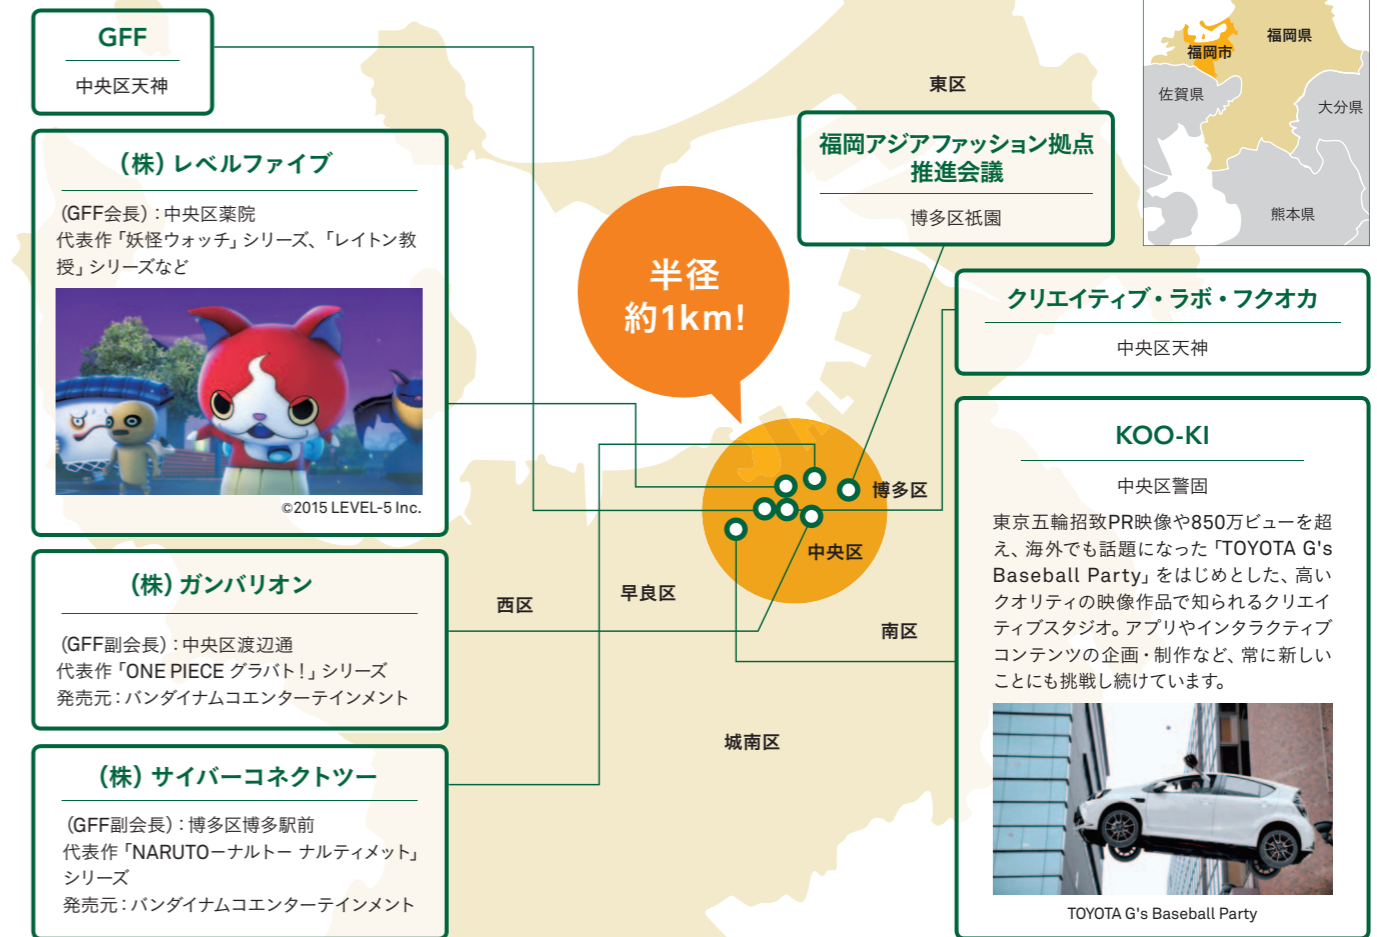 GFF
中央区天神
（株）レベルファイブ
（GFF会長）：中央区薬院
代表作「妖怪ウォッチ」シリーズ、「レイトン教
授」シリーズなど
©2015 LEVEL-5 Inc.
（株）ガンバリオン
（GFF副会長）：中央区渡辺通
代表作「ONE PIECE グラバト！」シリーズ
発売元：バンダイナムコエンターテインメント
（株）サイバーコネクトツー
（GFF副会長）：博多区博多駅前
代表作「NARUTOーナルトー ナルティメット」
シリーズ
発売元：バンダイナムコエンターテインメント
半径
約1km!
東区
博多区
中央区
早良区
西区
南区
城南区
福岡アジアファッション拠点
推進会議
博多区祇園
福岡県
福岡市
佐賀県
大分県
熊本県
クリエイティブ・ラボ・フクオカ
中央区天神
KOO-KI
中央区警固
東京五輪招致PR映像や850万ビューを超
え、海外でも話題になった「TOYOTA G's
Baseball Party」をはじめとした、高い
クオリティの映像作品で知られるクリエイ
ティブスタジオ。アプリやインタラクティブ
コンテンツの企画・制作など、常に新しい
ことにも挑戦し続けています。
TOYOTA G's Baseball Party